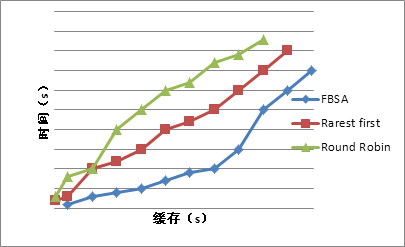 时间（s）
FBSA
Rarest first
Round Robin
缓存（s）